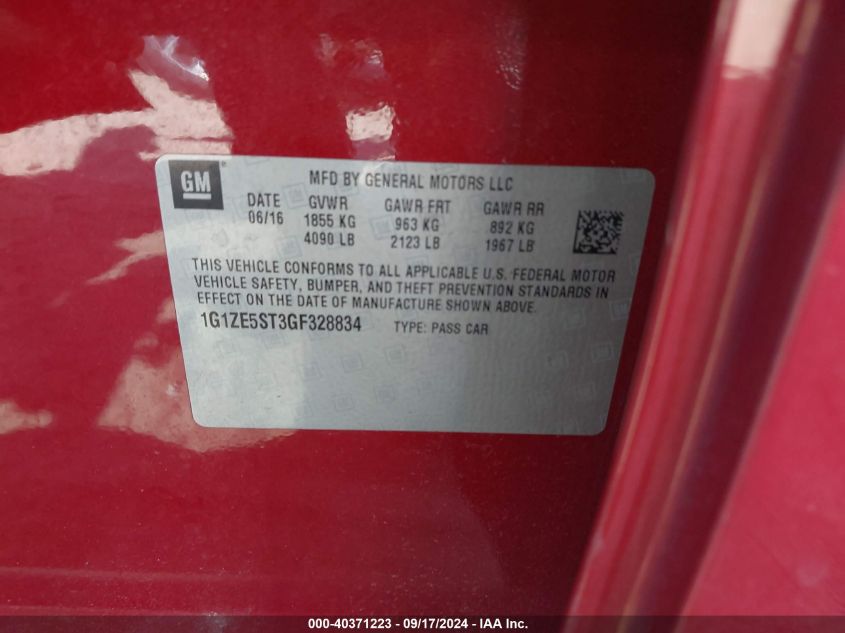 GM ®
MFD BY GENERAL MOTORS LLC
DATE GVWR GAWR FRT GAWR RR
06/16 1855 KG 963 KG 892 KG
4090 LB 2123 LB 1967 LB
THIS VEHICLE CONFORMS TO ALL APPLICABLE U.S. FEDERAL MOTOR
VEHICLE SAFETY, BUMPER, AND THEFT PREVENTION STANDARDS IN
EFFECT ON THE DATE OF MANUFACTURE SHOWN ABOVE.
1G1ZE5ST3GF328834 TYPE: PASS CAR
000-40371223 - 09/17/2024 - IAA Inc.